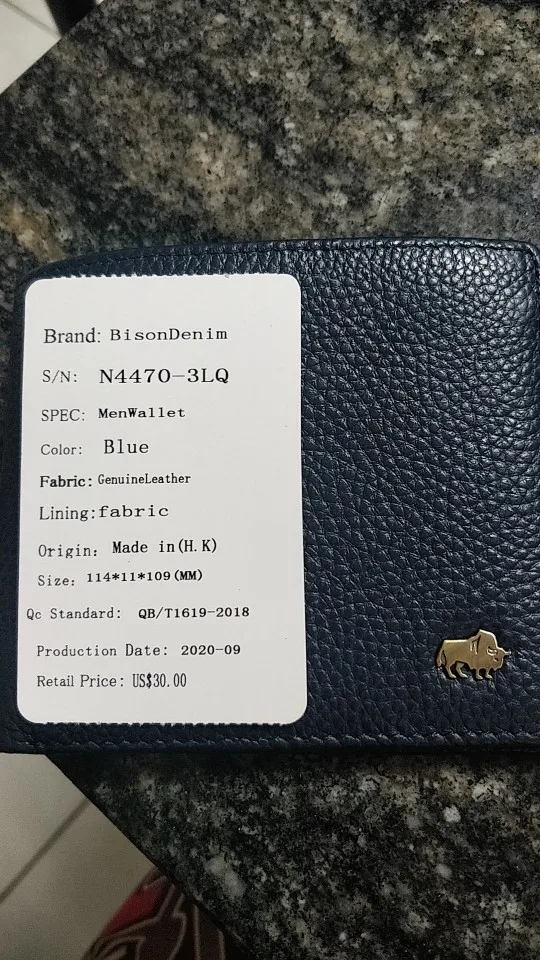 Brand: BisonDenim
S/N: N4470-3LQ
SPEC: MenWallet
Color: Blue
Fabric: GenuineLeather
Lining:fabric
Origin: Made in(H.K)
Size: 114*11*109(MM)
Qc Standard: QB/T1619-2018
Production Date: 2020-09
Retail Price: US$30.00